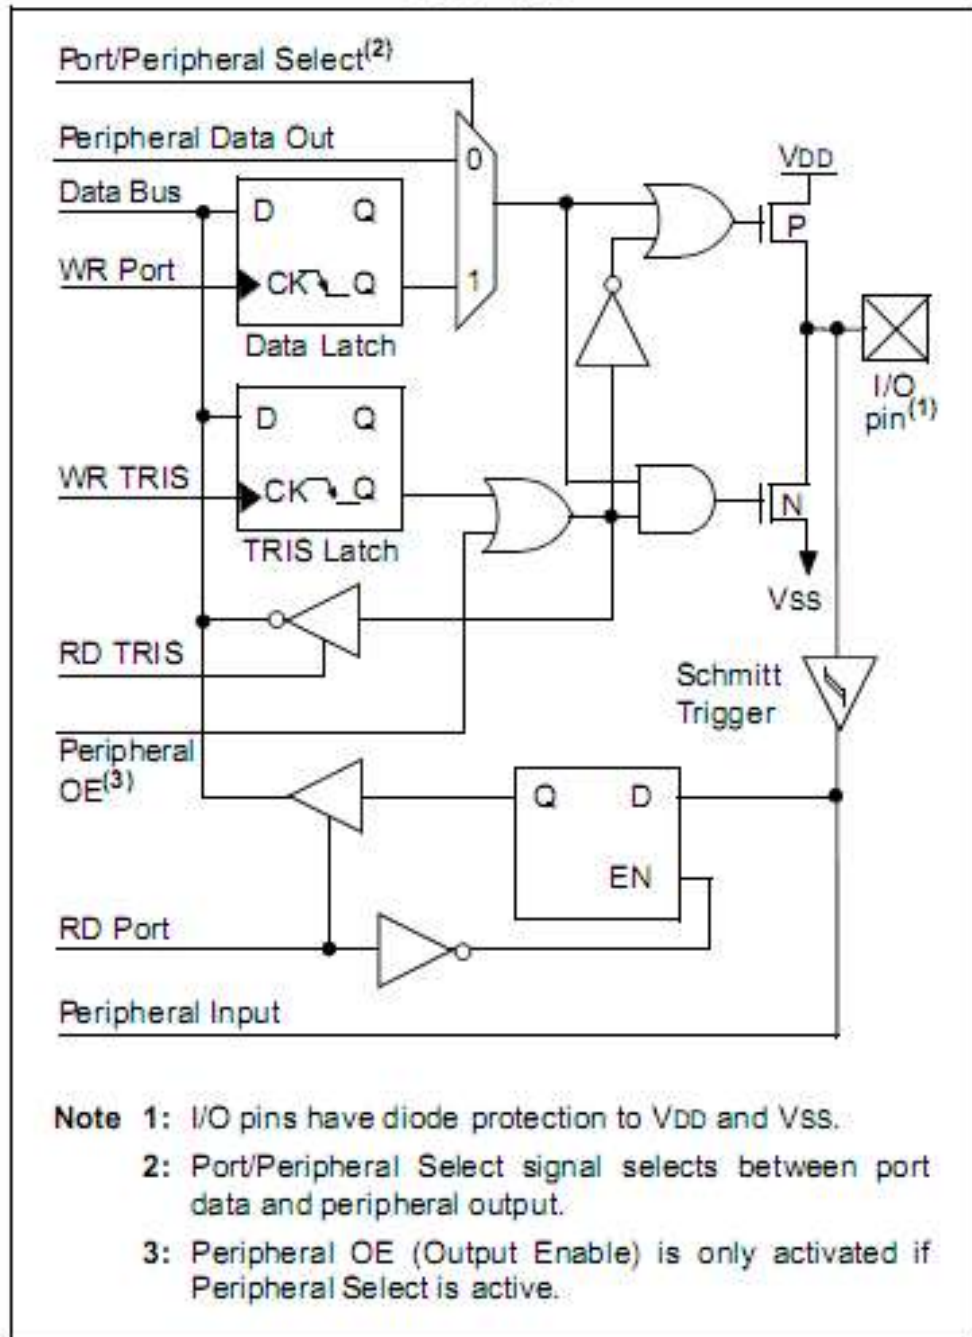 Port/Peripheral Select(2)
Peripheral Data Out
0
VDD
Data Bus
D Q
P
WR Port
CK Q
1
Data Latch
I/O
pin(1)
D Q
WR TRIS
CK Q
N
TRIS Latch
VSS
RD TRIS
Schmitt
Trigger
Peripheral
OE(3)
Q D
EN
RD Port
Peripheral Input
Note 1: I/O pins have diode protection to VDD and VSS.
2: Port/Peripheral Select signal selects between port
data and peripheral output.
3: Peripheral OE (Output Enable) is only activated if
Peripheral Select is active.